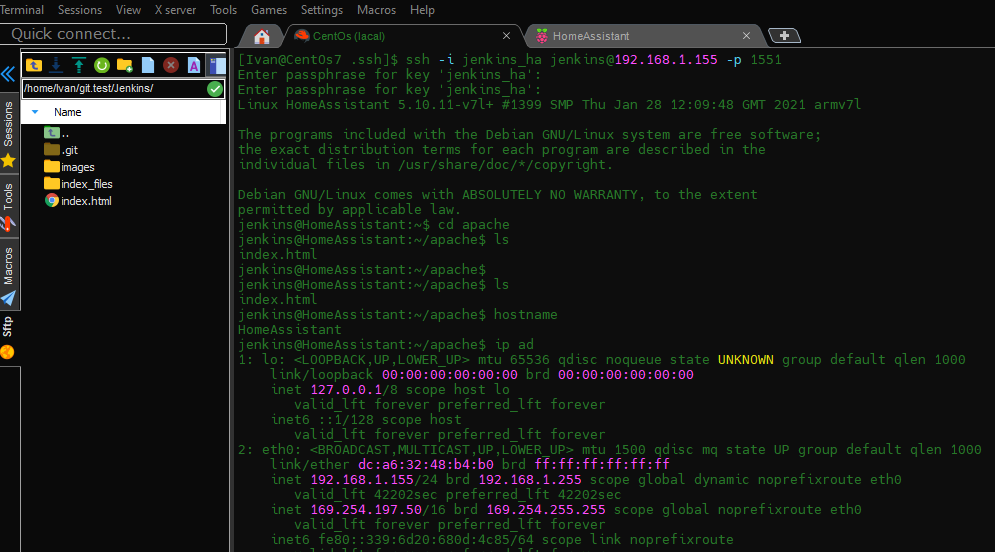 Terminal Sessions View X server Tools Games Settings Macros Help
Quick connect...
CentOs (lacal)
HomeAssistant
Sessions
Tools
Macros
Sftp
/home/Ivan/git.test/Jenkins/
Name
..
.git
images
index_files
index.html
[Ivan@CentOs7 .ssh]$ ssh -i jenkins_ha jenkins@192.168.1.155 -p 1551
Enter passphrase for key 'jenkins_ha':
Enter passphrase for key 'jenkins_ha':
Linux HomeAssistant 5.10.11-v7l+ #1399 SMP Thu Jan 28 12:09:48 GMT 2021 armv7l
The programs included with the Debian GNU/Linux system are free software;
the exact distribution terms for each program are described in the
individual files in /usr/share/doc/*/copyright.
Debian GNU/Linux comes with ABSOLUTELY NO WARRANTY, to the extent
permitted by applicable law.
jenkins@HomeAssistant:~$ cd apache
jenkins@HomeAssistant:~/apache$ ls
index.html
jenkins@HomeAssistant:~/apache$
jenkins@HomeAssistant:~/apache$ ls
index.html
jenkins@HomeAssistant:~/apache$ hostname
HomeAssistant
jenkins@HomeAssistant:~/apache$ ip ad
1: lo: <LOOPBACK,UP,LOWER_UP> mtu 65536 qdisc noqueue state UNKNOWN group default qlen 1000
link/loopback 00:00:00:00:00:00 brd 00:00:00:00:00:00
inet 127.0.0.1/8 scope host lo
valid_lft forever preferred_lft forever
inet6 ::1/128 scope host
valid_lft forever preferred_lft forever
2: eth0: <BROADCAST,MULTICAST,UP,LOWER_UP> mtu 1500 qdisc mq state UP group default qlen 1000
link/ether dc:a6:32:48:b4:b0 brd ff:ff:ff:ff:ff:ff
inet 192.168.1.155/24 brd 192.168.1.255 scope global dynamic noprefixroute eth0
valid_lft 42202sec preferred_lft 42202sec
inet 169.254.197.50/16 brd 169.254.255.255 scope global noprefixroute eth0
valid_lft forever preferred_lft forever
inet6 fe80::339:6d20:680d:4c85/64 scope link noprefixroute